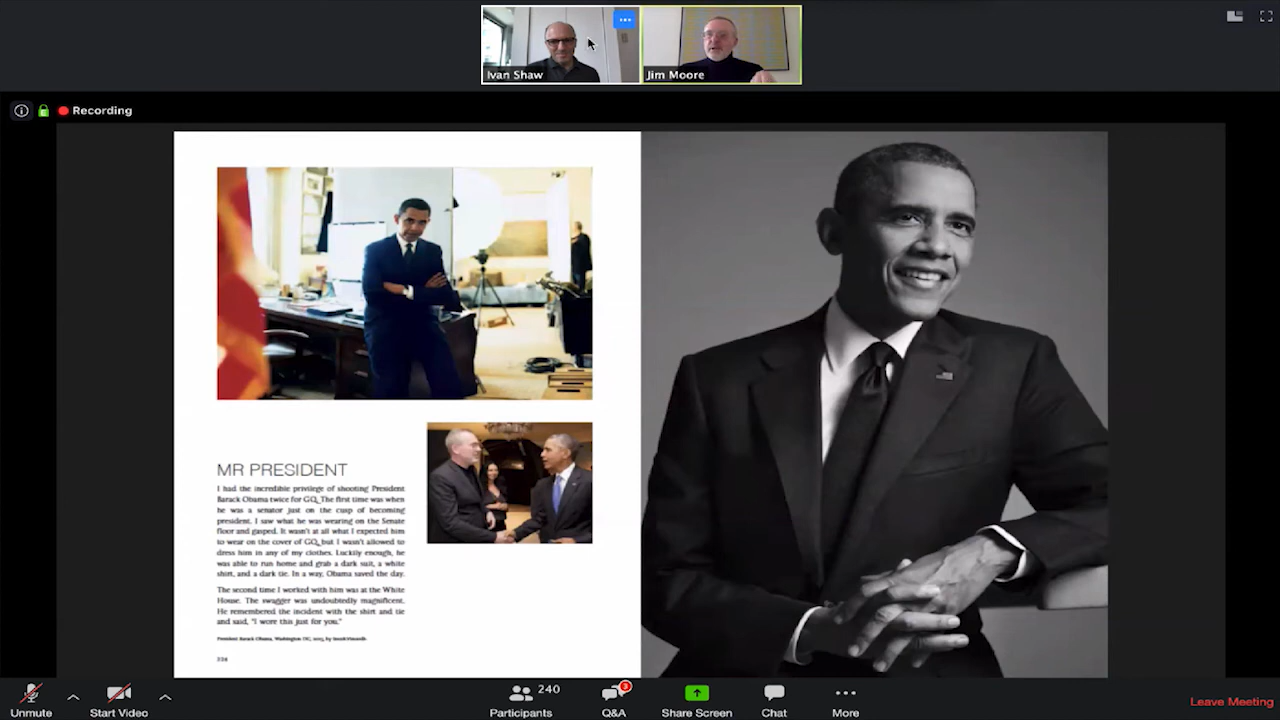 Ivan Shaw
Jim Moore
Recording
MR PRESIDENT
I had the incredible privilege of shooting President
Barack Obama twice for GQ. The first time was when
he was a senator just on the cusp of becoming
president. I saw what he was wearing on the Senate
floor and gasped. It wasn't at all what I expected him
to wear on the cover of GQ, but I wasn't allowed to
dress him in any of my clothes. Luckily enough, he
was able to run home and grab a dark suit, a white
shirt, and a dark tie. In a way, Obama saved the day.
The second time I worked with him was at the White
House. The swagger was undoubtedly magnificent.
He remembered the incident with the shirt and tie
and said, "I wore this just for you."
President Barack Obama, Washington DC,
Unmute
Start Video
240
Participants
3
Q&A
Share Screen
Chat
More
Leave Meeting